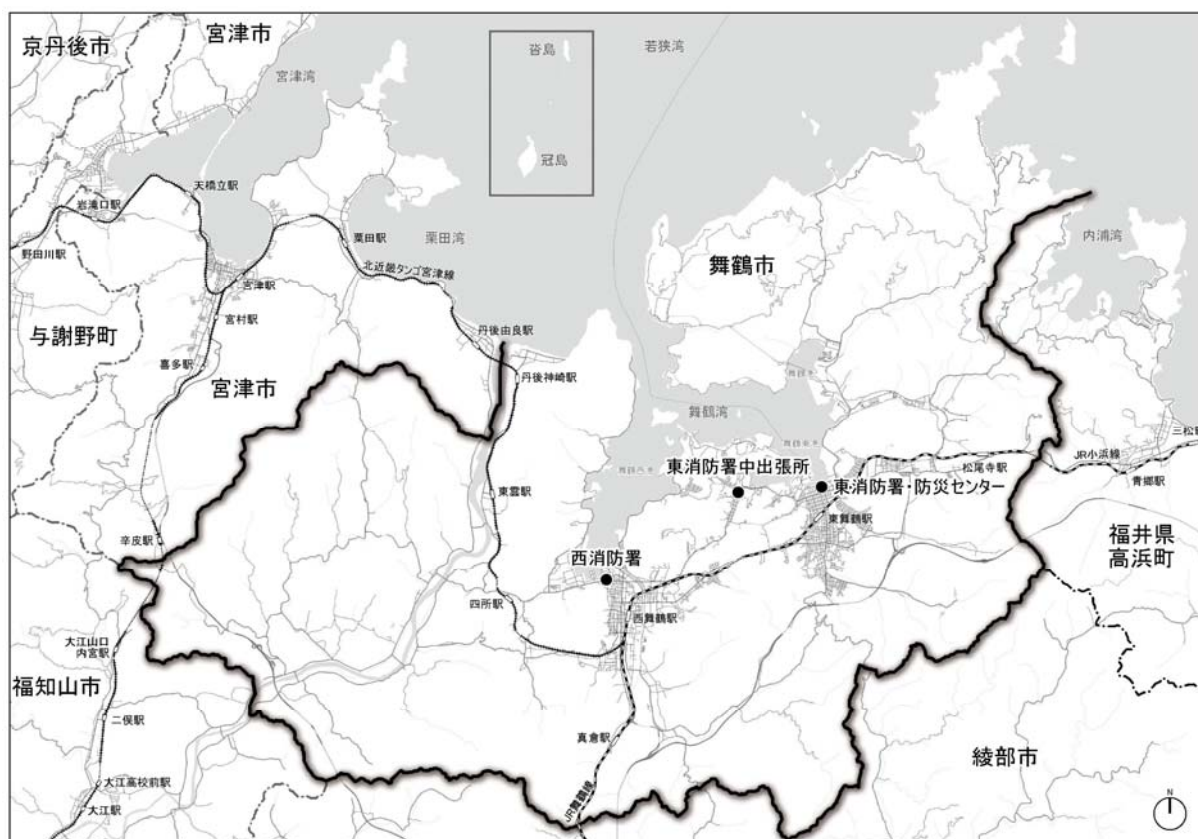 京丹後市
宮津市
宮津湾
沓島
若狭湾
冠島
天橋立駅
岩滝口駅
野田川駅
栗田駅
栗田湾
北近畿タンゴ宮津線
内浦湾
舞鶴市
宮津駅
宮村駅
与謝野町
丹後由良駅
喜多駅
宮津市
丹後神崎駅
舞鶴湾
三松駅
JR小浜線
青郷駅
松尾寺駅
東消防署中出張所
東消防署・防災センター
東雲駅
東舞鶴駅
辛皮駅
福井県
高浜町
西消防署
四所駅
西舞鶴駅
大江山口
内宮駅
福知山市
二俣駅
真倉駅
綾部市
大江高校前駅
大江駅
JR舞鶴線
N